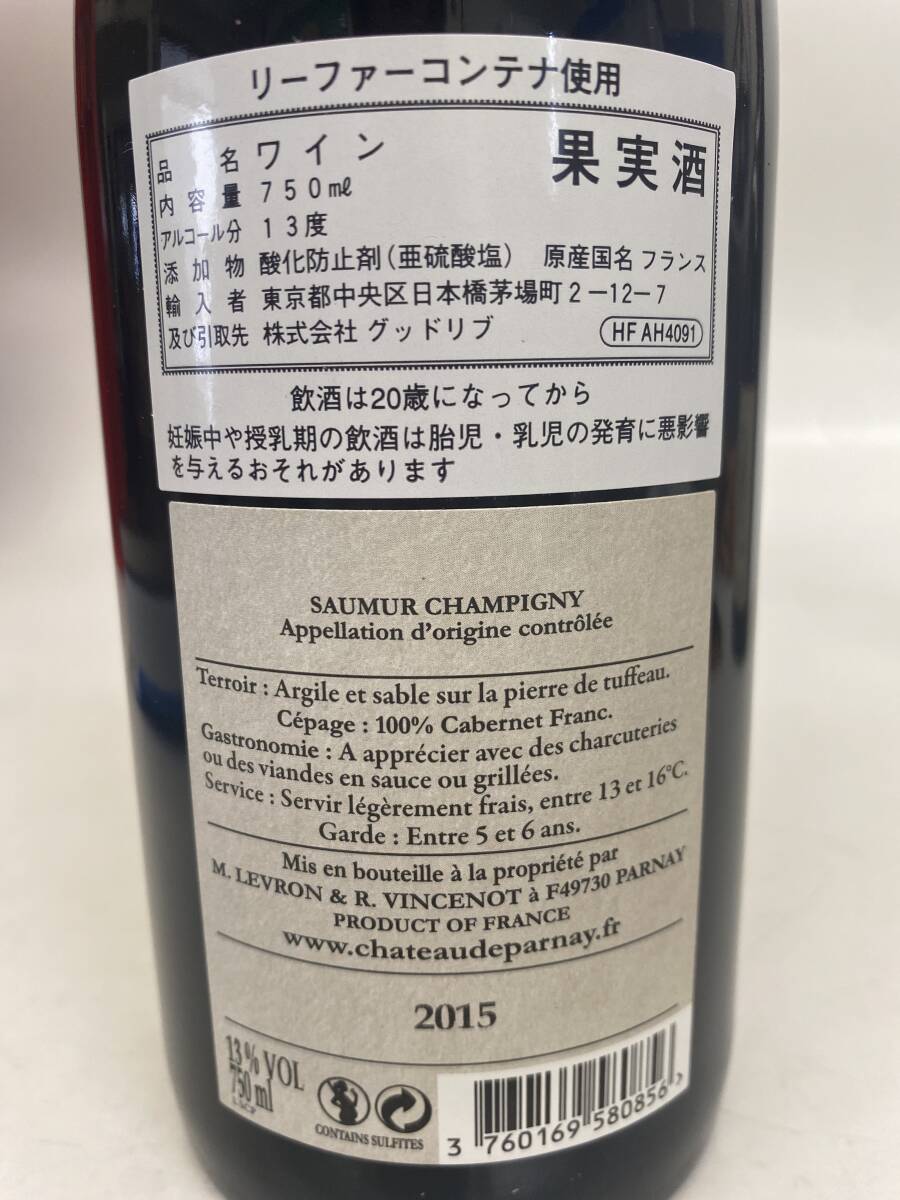 リーファーコンテナ使用
品名 ワイン 果実酒
内容量 750ml
アルコール分 13度
添加物 酸化防止剤(亜硫酸塩) 原産国名 フランス
輸入者 東京都中央区日本橋茅場町2-12-7
及び引取先 株式会社 グッドリブ HF AH4091
飲酒は20歳になってから
妊娠中や授乳期の飲酒は胎児・乳児の発育に悪影響
を与えるおそれがあります
SAUMUR CHAMPIGNY
Appellation d'origine contrôlée
Terroir : Argile et sable sur la pierre de tuffeau.
Cépage : 100% Cabernet Franc.
Gastronomie : A apprécier avec des charcuteries
ou des viandes en sauce ou grillées.
Service : Servir légèrement frais, entre 13 et 16°C.
Garde : Entre 5 et 6 ans.
Mis en bouteille à la propriété par
M. LEVRON & R. VINCENOT à F49730 PARNAY
PRODUCT OF FRANCE
www.chateaudeparnay.fr
2015
13% VOL
750 ml
CONTAINS SULFITES
3 760169 580856 >